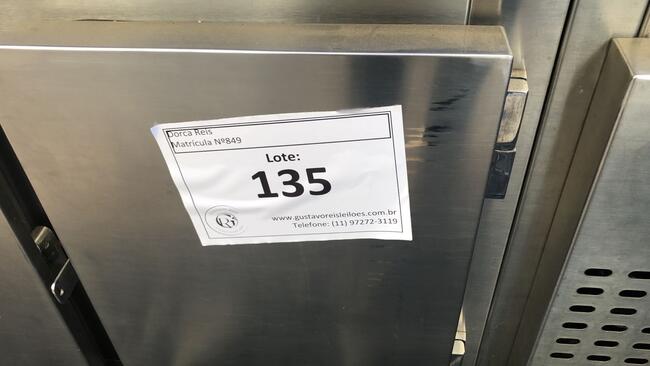 Dorca Reis
Matrícula Nº849
Lote:
135
www.gustavoreisleiloes.com.br
Telefone: (11) 97272-3119